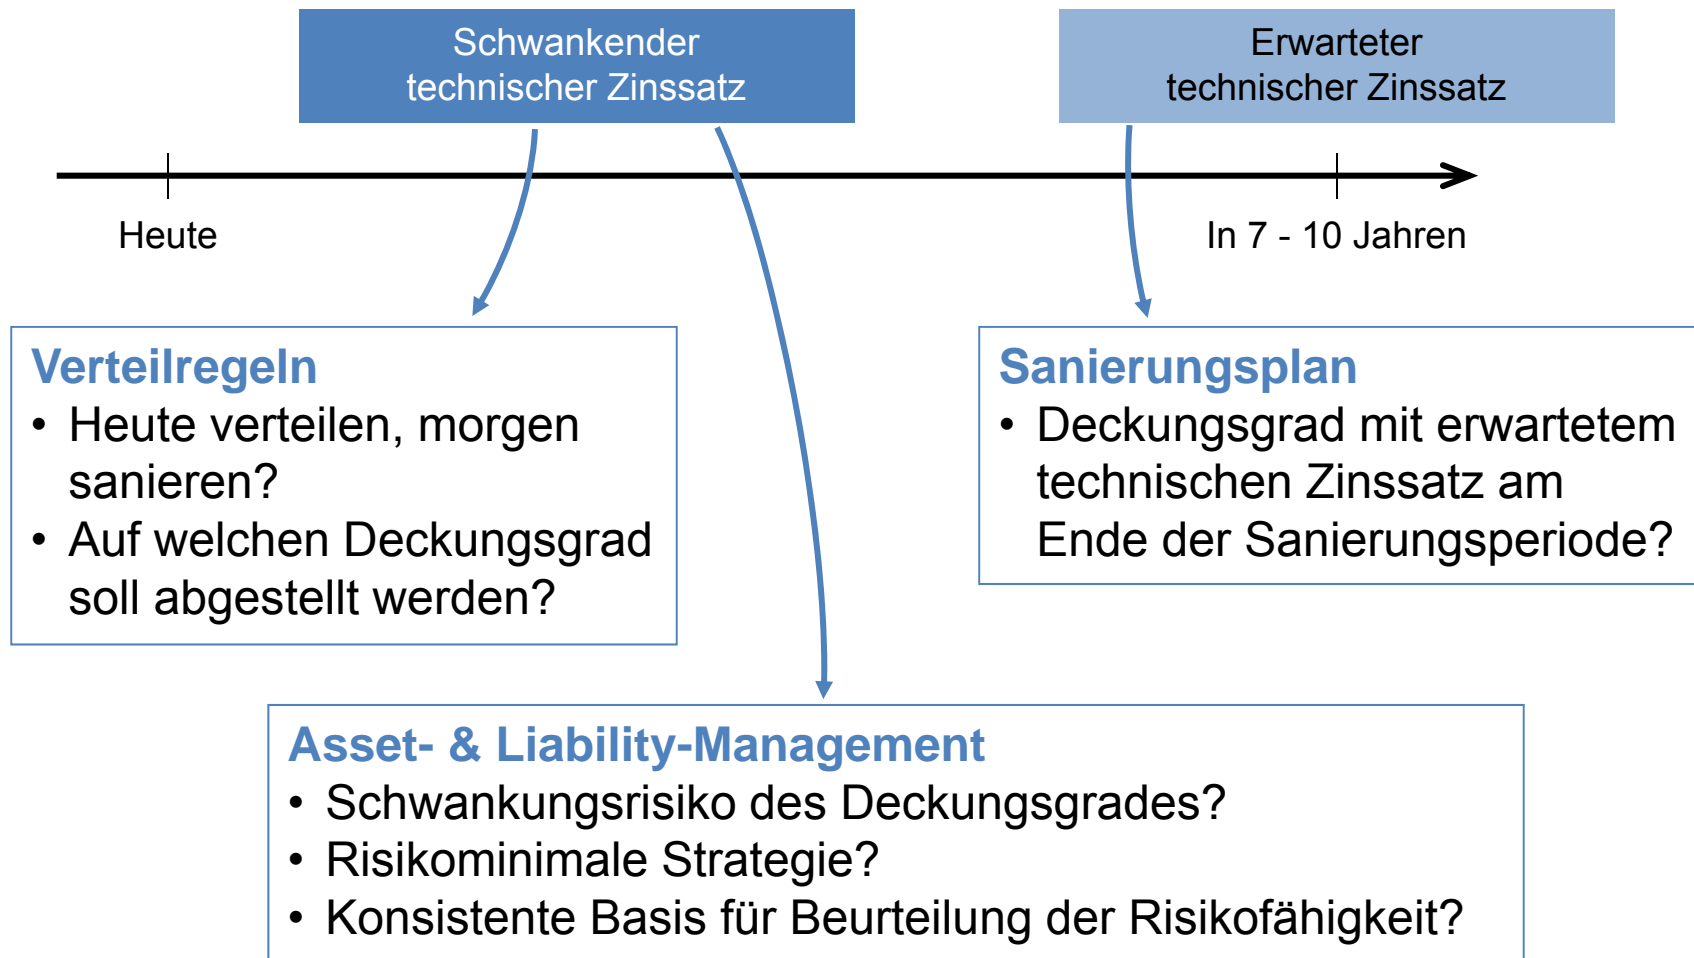 Schwankender
technischer Zinssatz
Erwarteter
technischer Zinssatz
Heute
In 7 - 10 Jahren
Verteilregeln
• Heute verteilen, morgen
sanieren?
• Auf welchen Deckungsgrad
soll abgestellt werden?
Sanierungsplan
• Deckungsgrad mit erwartetem
technischen Zinssatz am
Ende der Sanierungsperiode?
Asset- & Liability-Management
• Schwankungsrisiko des Deckungsgrades?
• Risikominimale Strategie?
• Konsistente Basis für Beurteilung der Risikofähigkeit?